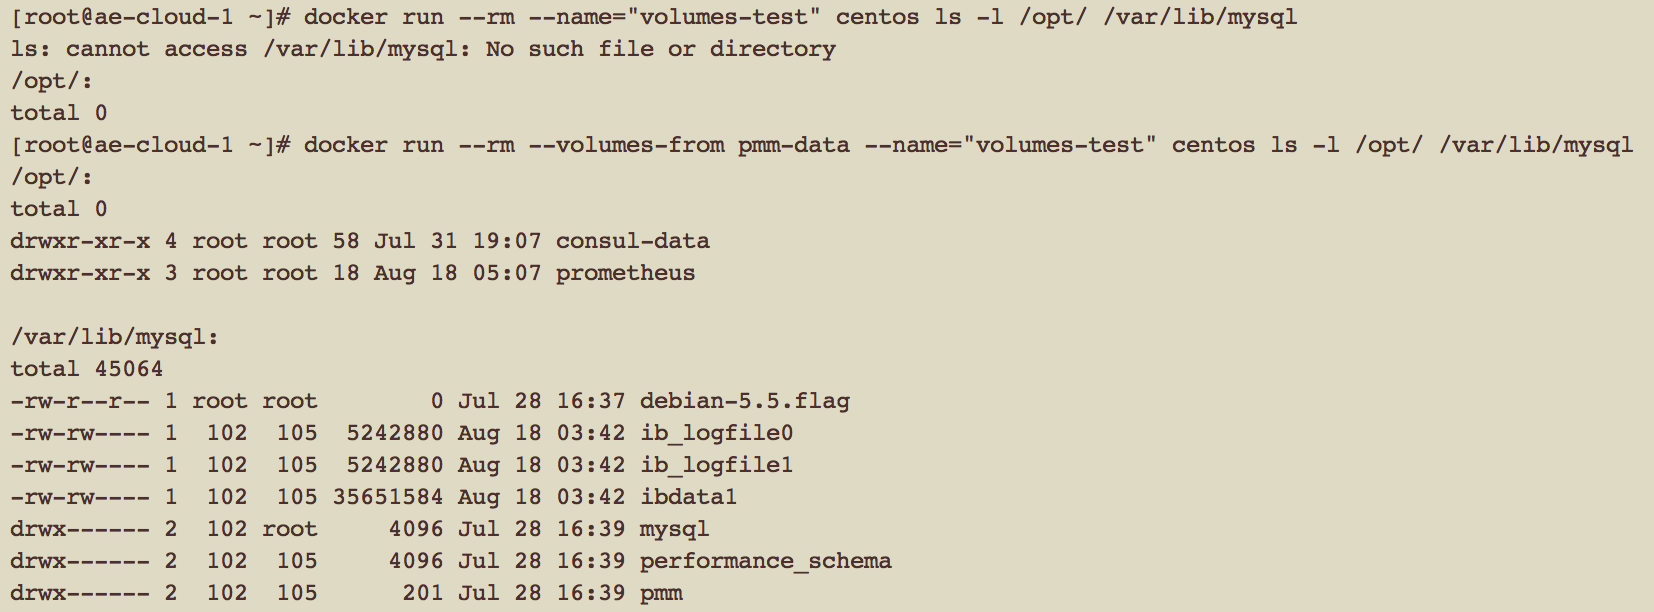 [root@ae-cloud-1 ~]# docker run --rm --name="volumes-test" centos ls -l /opt/ /var/lib/mysql
ls: cannot access /var/lib/mysql: No such file or directory
/opt/:
total 0
[root@ae-cloud-1 ~]# docker run --rm --volumes-from pmm-data --name="volumes-test" centos ls -l /opt/ /var/lib/mysql
/opt/:
total 0
drwxr-xr-x 4 root root 58 Jul 31 19:07 consul-data
drwxr-xr-x 3 root root 18 Aug 18 05:07 prometheus

/var/lib/mysql:
total 45064
-rw-r--r-- 1 root root        0 Jul 28 16:37 debian-5.5.flag
-rw-rw---- 1  102  105  5242880 Aug 18 03:42 ib_logfile0
-rw-rw---- 1  102  105  5242880 Aug 18 03:42 ib_logfile1
-rw-rw---- 1  102  105 35651584 Aug 18 03:42 ibdata1
drwx------ 2  102 root     4096 Jul 28 16:39 mysql
drwx------ 2  102  105     4096 Jul 28 16:39 performance_schema
drwx------ 2  102  105      201 Jul 28 16:39 pmm